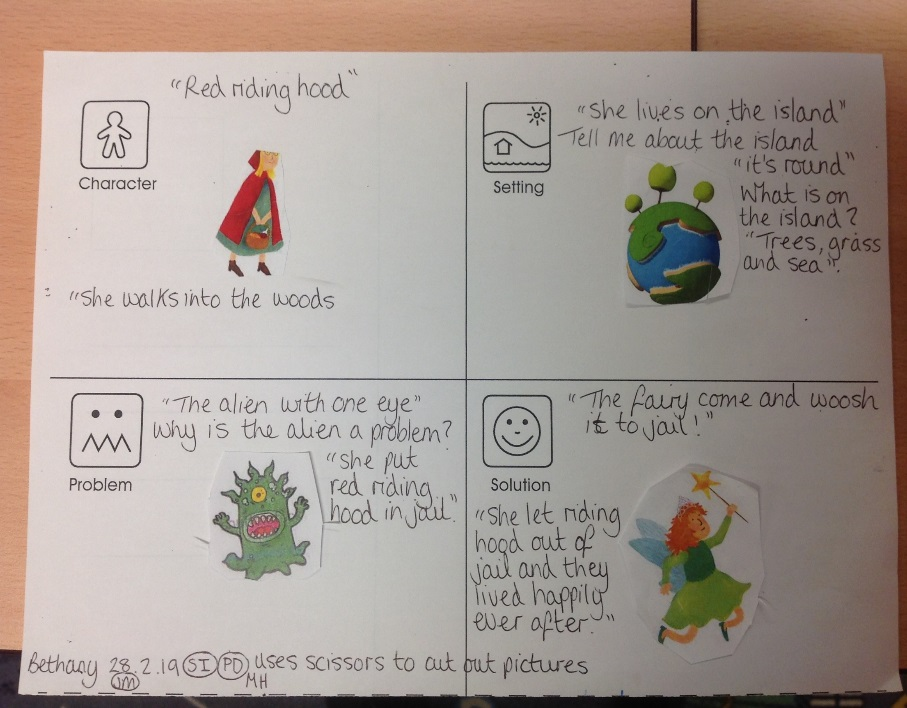 "Red riding hood"
Character
"She walks into the woods
"She lives on the island"
Tell me about the island
Setting
"it's round"
What is on
the island?
"Trees, grass
and sea".
"The alien with one eye"
Why is the alien a problem?
Problem
"she put
red riding
hood in jail."
"The fairy come and woosh
it to jail!"
Solution
"She let riding
hood out of
jail and they
lived happily
ever after."
Bethany 28.2.19 SI PD uses scissors to cut out pictures
JM MH